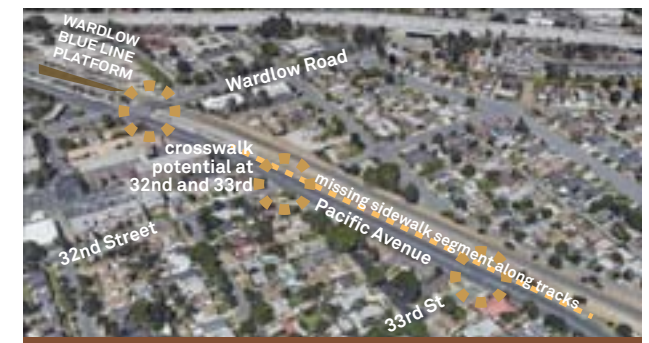 WARDLOW
BLUE LINE
PLATFORM
Wardlow Road
crosswalk
potential at
32nd and 33rd
missing sidewalk segment along tracks
Pacific Avenue
32nd Street
33rd St